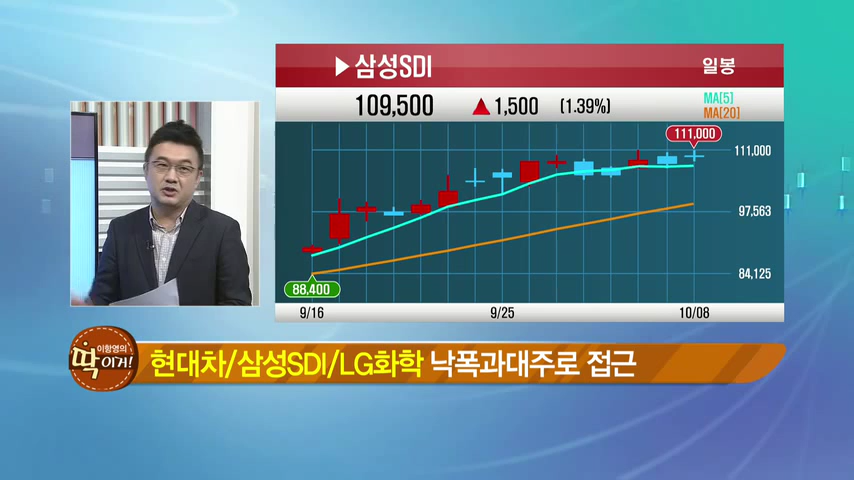 ▶삼성SDI
일봉
109,500 ▲1,500 (1.39%)
MA[5]
MA[20]
111,000
111,000
97,563
84,125
88,400
9/16 9/25 10/08
이항영의
딱 이거!
현대차/삼성SDI/LG화학 낙폭과대주로 접근